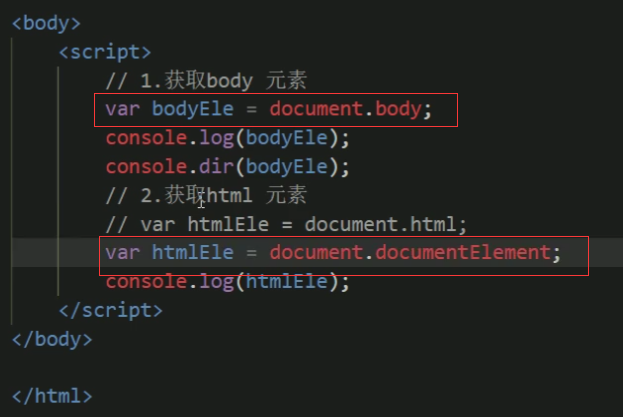 <body>
<script>
// 1.获取body 元素
var bodyEle = document.body;
console.log(bodyEle);
console.dir(bodyEle);
// 2.获取html 元素
// var htmlEle = document.html;
var htmlEle = document.documentElement;
console.log(htmlEle);
</script>
</body>
</html>